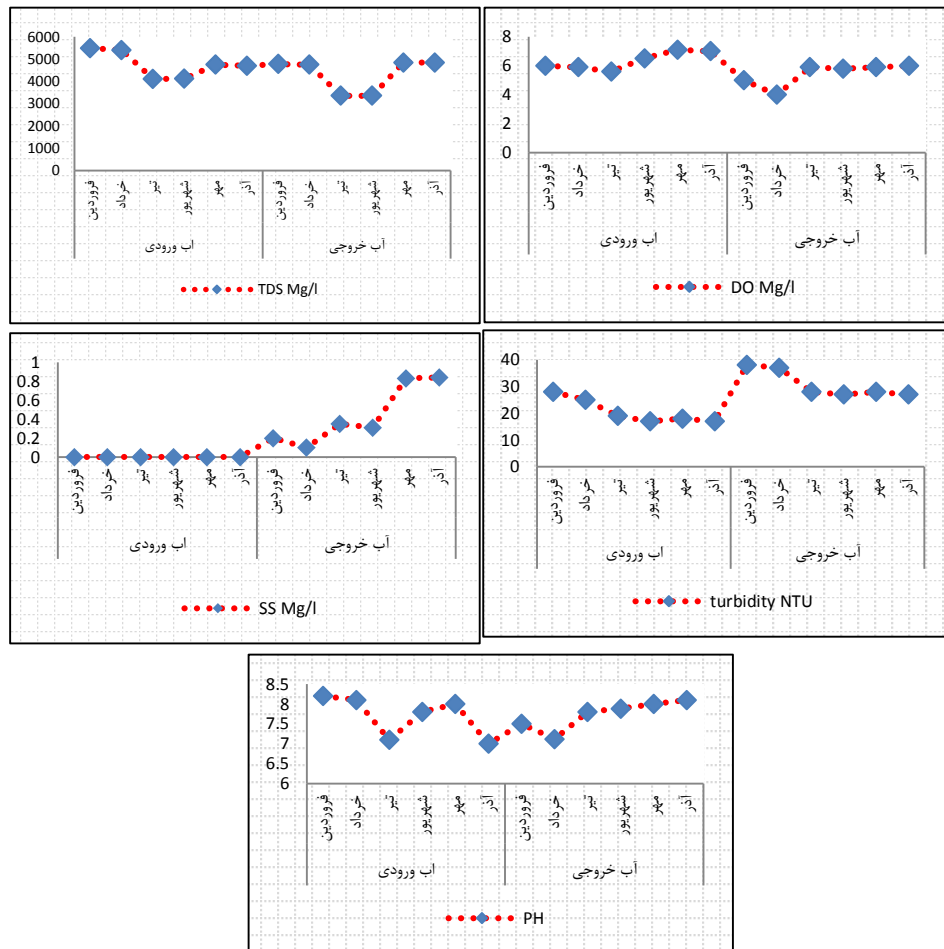 6000
5000
4000
3000
2000
1000
0
فروردین
خرداد
تیر
شهریور
مهر
آذر
فروردین
خرداد
تیر
شهریور
مهر
آذر
اب ورودی
آب خروجی
TDS Mg/l
8
6
4
2
0
فروردین
خرداد
تیر
شهریور
مهر
آذر
فروردین
خرداد
تیر
شهریور
مهر
آذر
اب ورودی
آب خروجی
DO Mg/l
1
0.8
0.6
0.4
0.2
0
فروردین
خرداد
تیر
شهریور
مهر
آذر
فروردین
خرداد
تیر
شهریور
مهر
آذر
اب ورودی
آب خروجی
SS Mg/l
40
30
20
10
0
فروردین
خرداد
تیر
شهریور
مهر
آذر
فروردین
خرداد
تیر
شهریور
مهر
آذر
اب ورودی
آب خروجی
turbidity NTU
8.5
8
7.5
7
6.5
6
فروردین
خرداد
تیر
شهریور
مهر
آذر
فروردین
خرداد
تیر
شهریور
مهر
آذر
اب ورودی
آب خروجی
PH